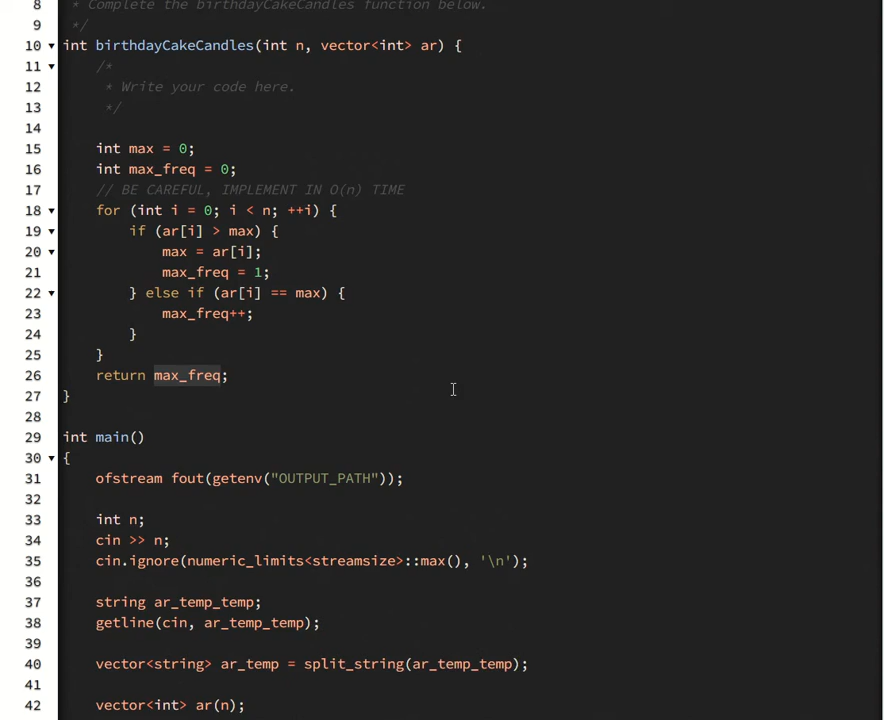 8 * Complete the birthdayCakeCandles function below.
9 */
10 int birthdayCakeCandles(int n, vector<int> ar) {
11 /*
12 * Write your code here.
13 */
14
15 int max = 0;
16 int max_freq = 0;
17 // BE CAREFUL, IMPLEMENT IN O(n) TIME
18 for (int i = 0; i < n; ++i) {
19 if (ar[i] > max) {
20 max = ar[i];
21 max_freq = 1;
22 } else if (ar[i] == max) {
23 max_freq++;
24 }
25 }
26 return max_freq;
27 }
28
29 int main()
30 {
31 ofstream fout(getenv("OUTPUT_PATH"));
32
33 int n;
34 cin >> n;
35 cin.ignore(numeric_limits<streamsize>::max(), '\n');
36
37 string ar_temp_temp;
38 getline(cin, ar_temp_temp);
39
40 vector<string> ar_temp = split_string(ar_temp_temp);
41
42 vector<int> ar(n);